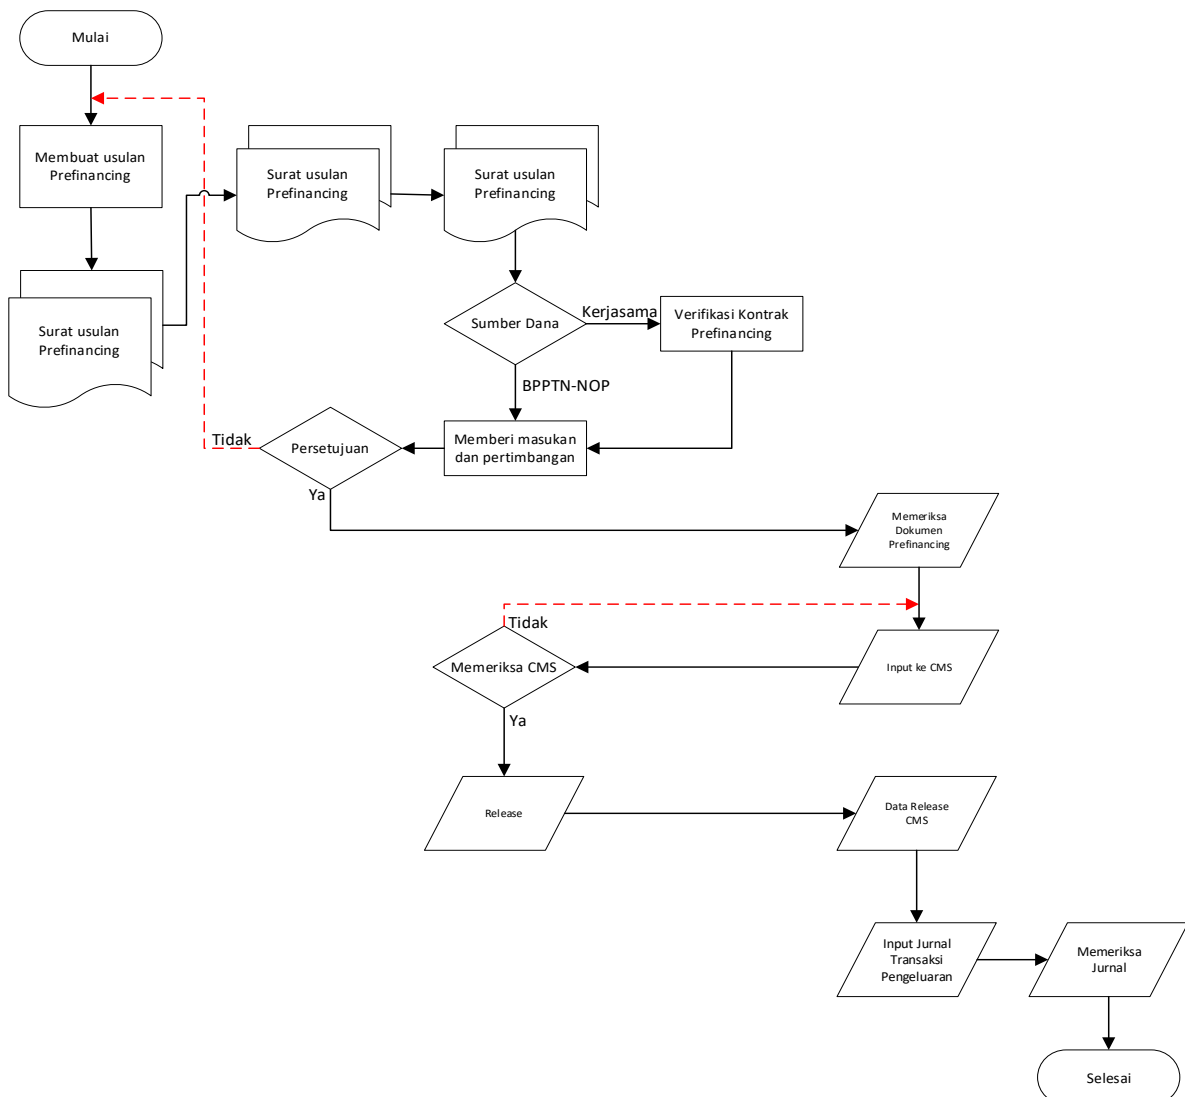 Mulai
Membuat usulan
Prefinancing
Surat usulan
Prefinancing
Surat usulan
Prefinancing
Surat usulan
Prefinancing
Sumber Dana
Kerjasama
Verifikasi Kontrak
Prefinancing
BPPTN-NOP
Memberi masukan
dan pertimbangan
Persetujuan
Tidak
Ya
Memeriksa
Dokumen
Prefinancing
Tidak
Memeriksa CMS
Input ke CMS
Ya
Release
Data Release
CMS
Input Jurnal
Transaksi
Pengeluaran
Memeriksa
Jurnal
Selesai